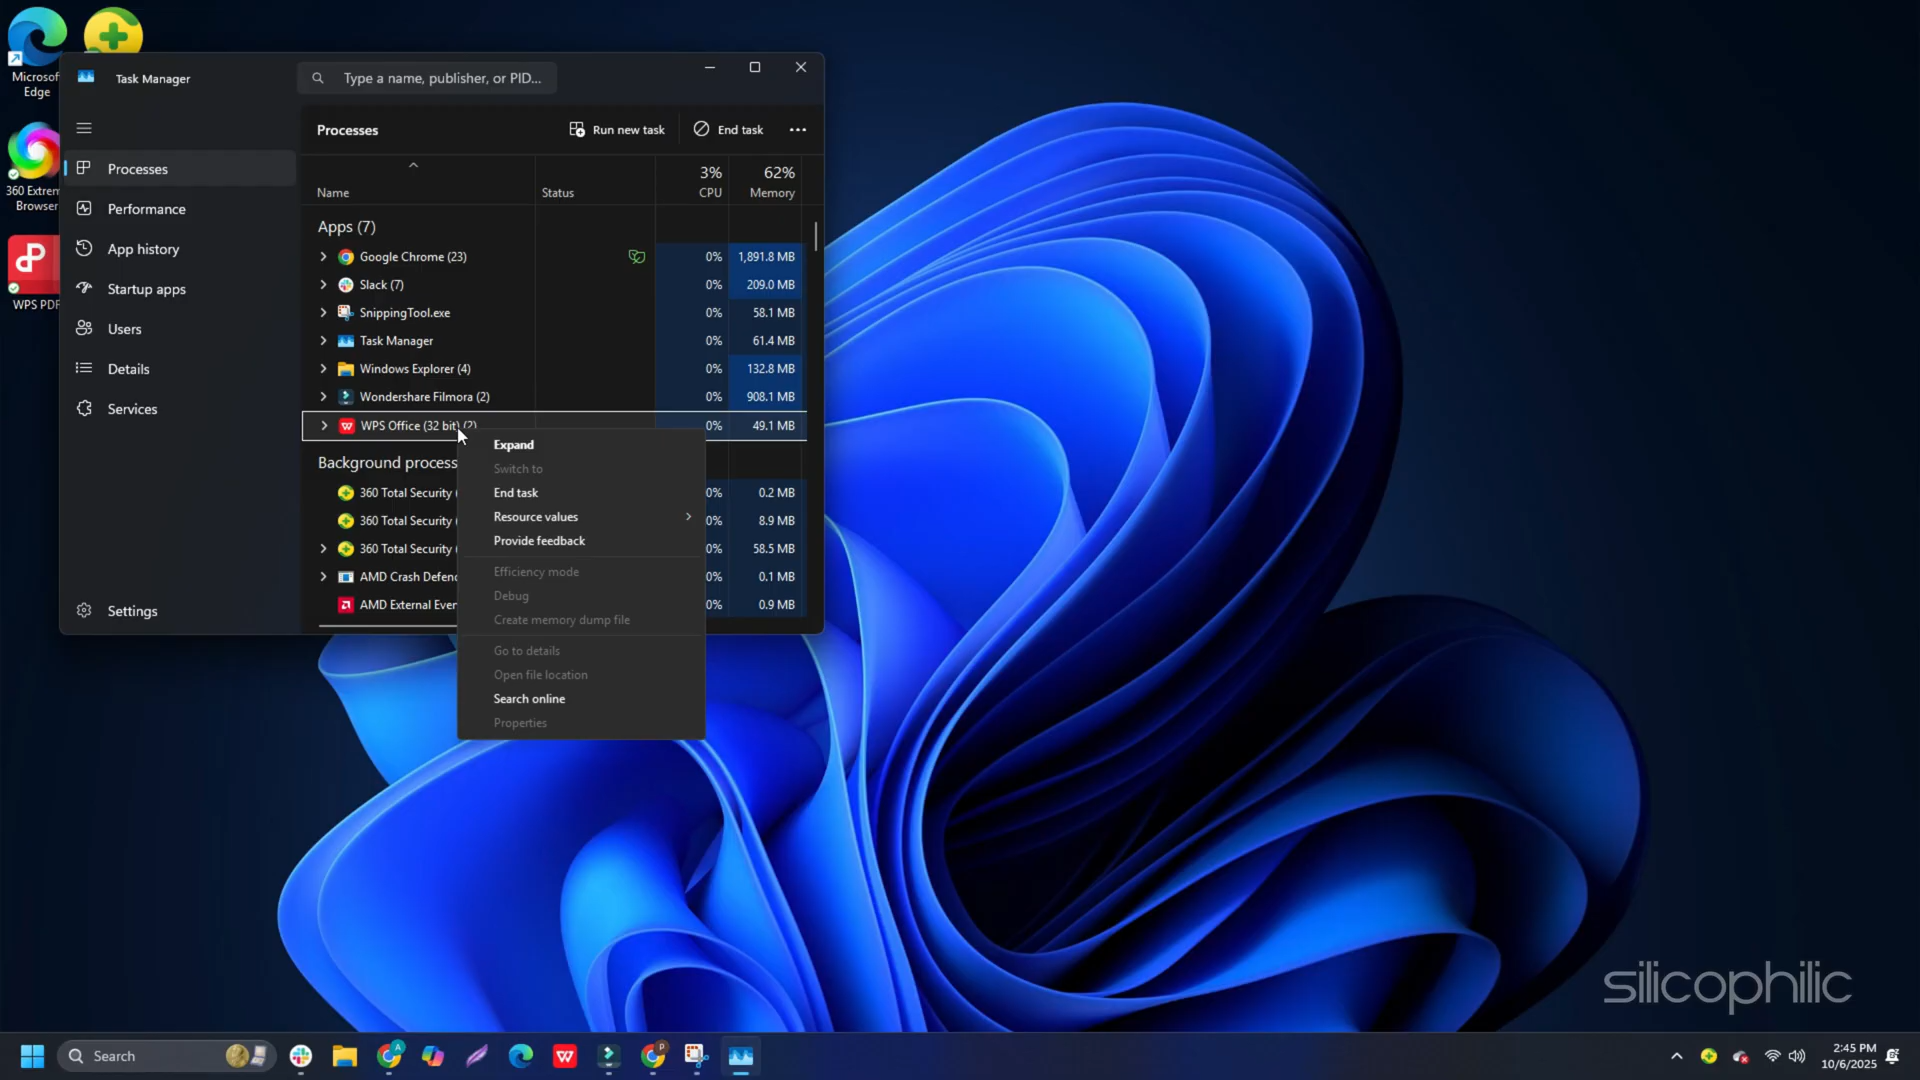 Microsof
Edge
360 Extrem
Browser
WPS PDF
Task Manager
Type a name, publisher, or PID...
Processes
Performance
App history
Startup apps
Users
Details
Services
Settings
Processes
Run new task
End task
Name
Status
3%
CPU
62%
Memory
Apps (7)
Google Chrome (23) 0% 1,891.8 MB
Slack (7) 0% 209.0 MB
SnippingTool.exe 0% 58.1 MB
Task Manager 0% 61.4 MB
Windows Explorer (4) 0% 132.8 MB
Wondershare Filmora (2) 0% 908.1 MB
WPS Office (32 bit) (2) 0% 49.1 MB
Background process
360 Total Security ( 0% 0.2 MB
360 Total Security ( 0% 8.9 MB
360 Total Security ( 0% 58.5 MB
AMD Crash Defend 0% 0.1 MB
AMD External Even 0% 0.9 MB
Expand
Switch to
End task
Resource values
Provide feedback
Efficiency mode
Debug
Create memory dump file
Go to details
Open file location
Search online
Properties
silicophilic
Search
2:45 PM
10/6/2025